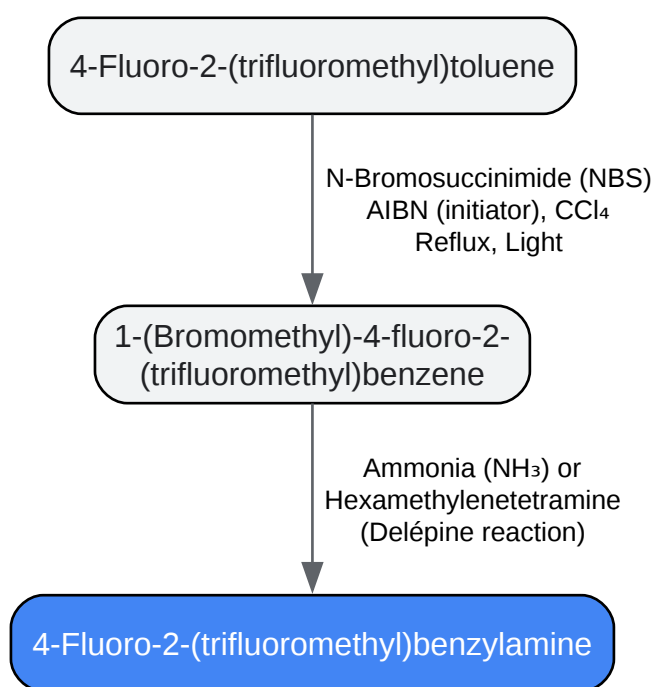 4-Fluoro-2-(trifluoromethyl)toluene
N-Bromosuccinimide (NBS)
AIBN (initiator), CCl₄
Reflux, Light
1-(Bromomethyl)-4-fluoro-2-
(trifluoromethyl)benzene
Ammonia (NH₃) or
Hexamethylenetetramine
(Delépine reaction)
4-Fluoro-2-(trifluoromethyl)benzylamine